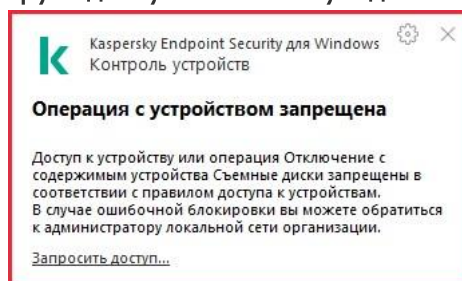 Kaspersky Endpoint Security для Windows
Контроль устройств
Операция с устройством запрещена
Доступ к устройству или операция Отключение с
содержимым устройства Съемные диски запрещены в
соответствии с правилом доступа к устройствам.
В случае ошибочной блокировки вы можете обратиться
к администратору локальной сети организации.
Запросить доступ...